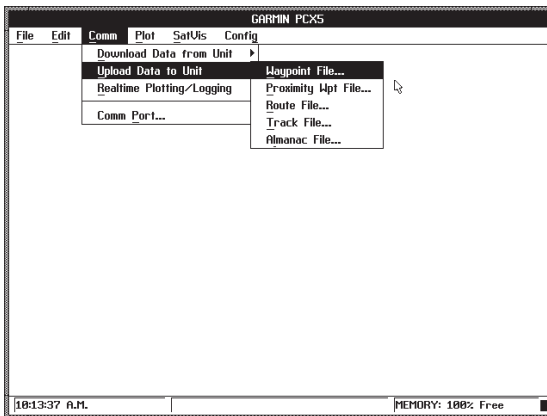 GARMIN PCX5
File Edit Comm Plot SatVis Config
Download Data from Unit
Upload Data to Unit
Realtime Plotting/Logging
Comm Port...
Waypoint File...
Proximity Wpt File...
Route File...
Track File...
Almanac File...
10:13:37 A.M.
MEMORY: 100% Free